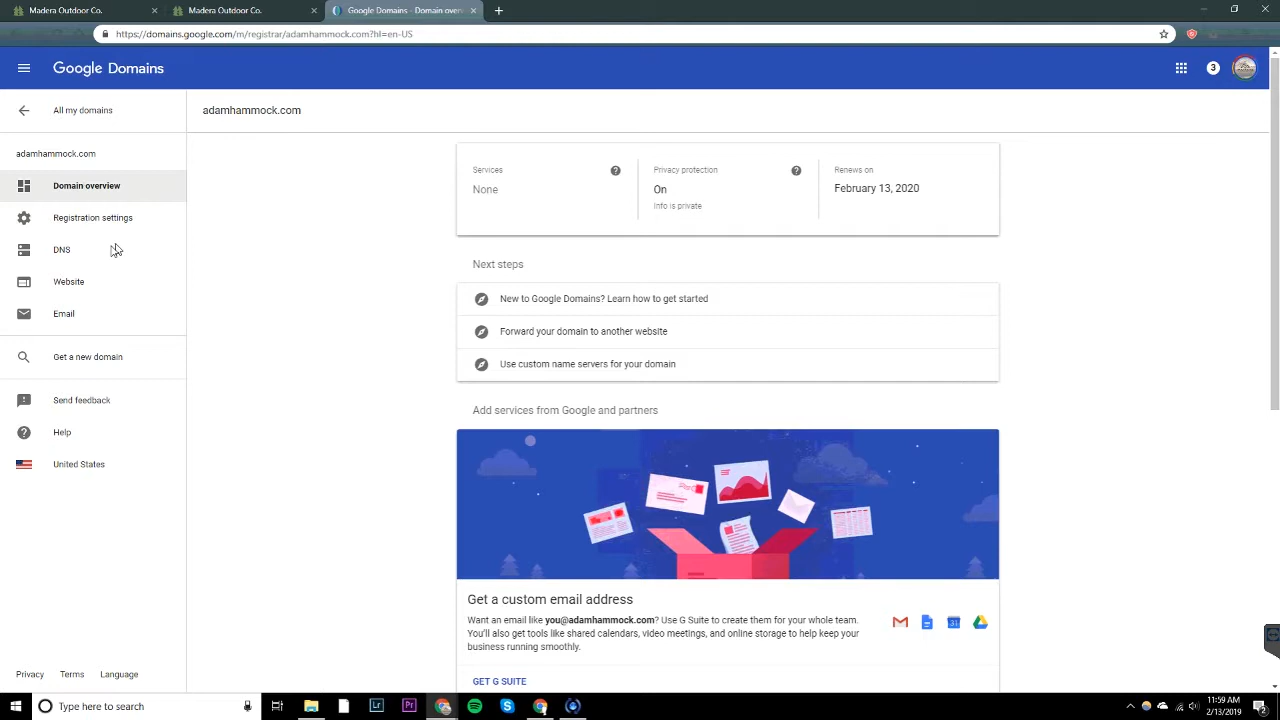 Madera Outdoor Co.
Madera Outdoor Co.
Google Domains - Domain over
https://domains.google.com/m/registrar/adamhammock.com?hl=en-US
Google Domains
3
All my domains
adamhammock.com
adamhammock.com
Domain overview
Registration settings
DNS
Website
Email
Get a new domain
Send feedback
Help
United States
Privacy Terms Language
Services
None
Privacy protection
On
Info is private
Renews on
February 13, 2020
Next steps
New to Google Domains? Learn how to get started
Forward your domain to another website
Use custom name servers for your domain
Add services from Google and partners
Get a custom email address
Want an email like you@adamhammock.com? Use G Suite to create them for your whole team.
You'll also get tools like shared calendars, video meetings, and online storage to help keep your
business running smoothly.
31
GET G SUITE
Type here to search
Lr
Pr
11:59 AM
2/13/2019
2